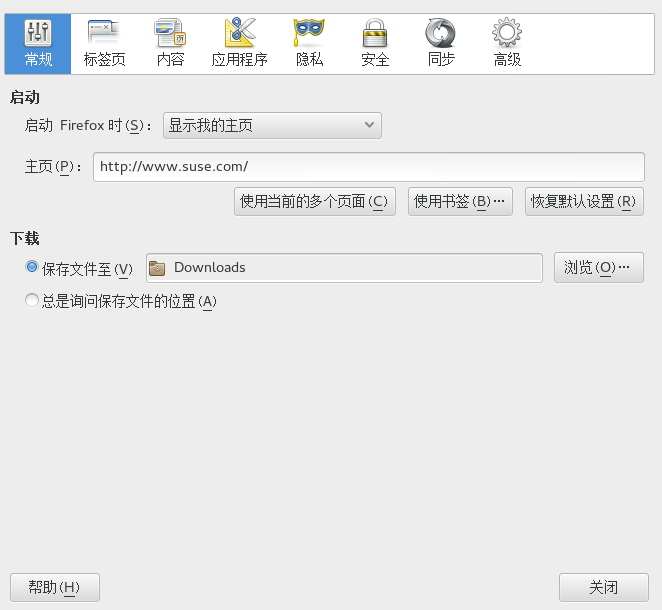 常规 标签页 内容 应用程序 隐私 安全 同步 高级
启动
启动 Firefox 时(S)： 显示我的主页
主页(P)： http://www.suse.com/
使用当前的多个页面(C) 使用书签(B)… 恢复默认设置(R)
下载
保存文件至(V) Downloads 浏览(O)…
总是询问保存文件的位置(A)
帮助(H) 关闭